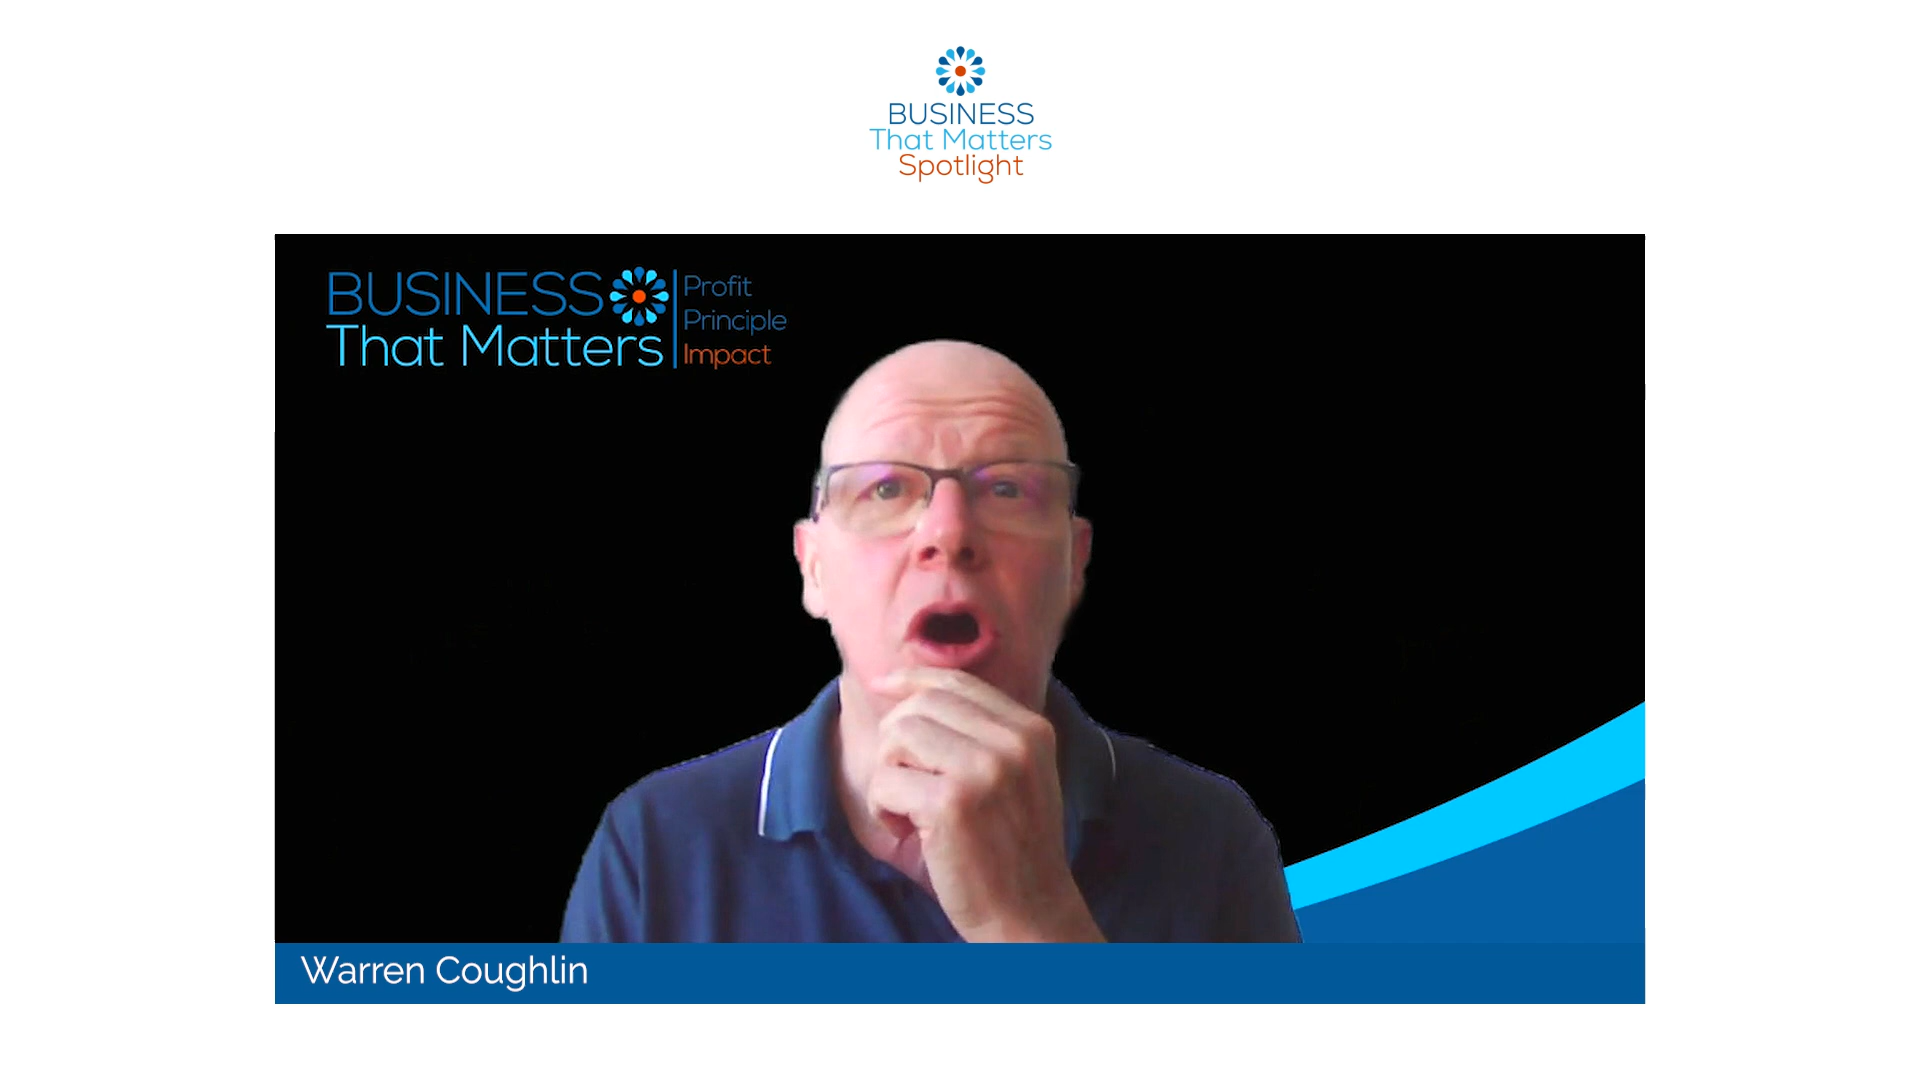 BUSINESS
That Matters
Spotlight
BUSINESS
That Matters
Profit
Principle
Impact
Warren Coughlin